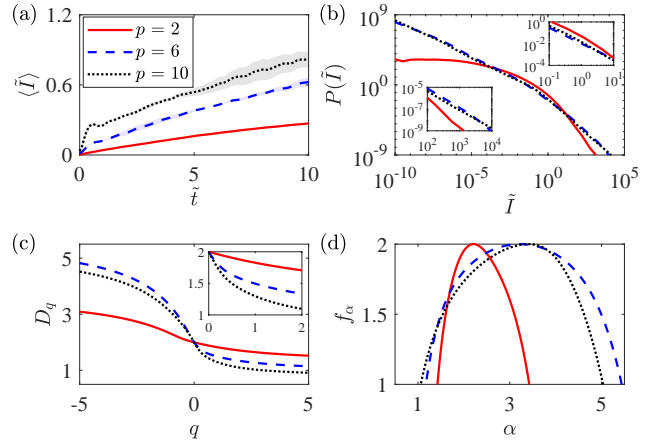 (a)
1.2
0.6
0
⟨Ĩ⟩
p = 2
p = 6
p = 10
0
5
10
t̃
(b)
10^9
10^0
10^-9
P(Ĩ)
10^0
10^-2
10^-4
10^-1
10^0
10^1
10^-5
10^-7
10^-9
10^2
10^3
10^4
10^-10
10^-5
10^0
10^5
Ĩ
(c)
5
3
1
D_q
2
1.5
1
0
1
2
-5
0
5
q
(d)
2
1.5
1
f_α
1
3
5
α